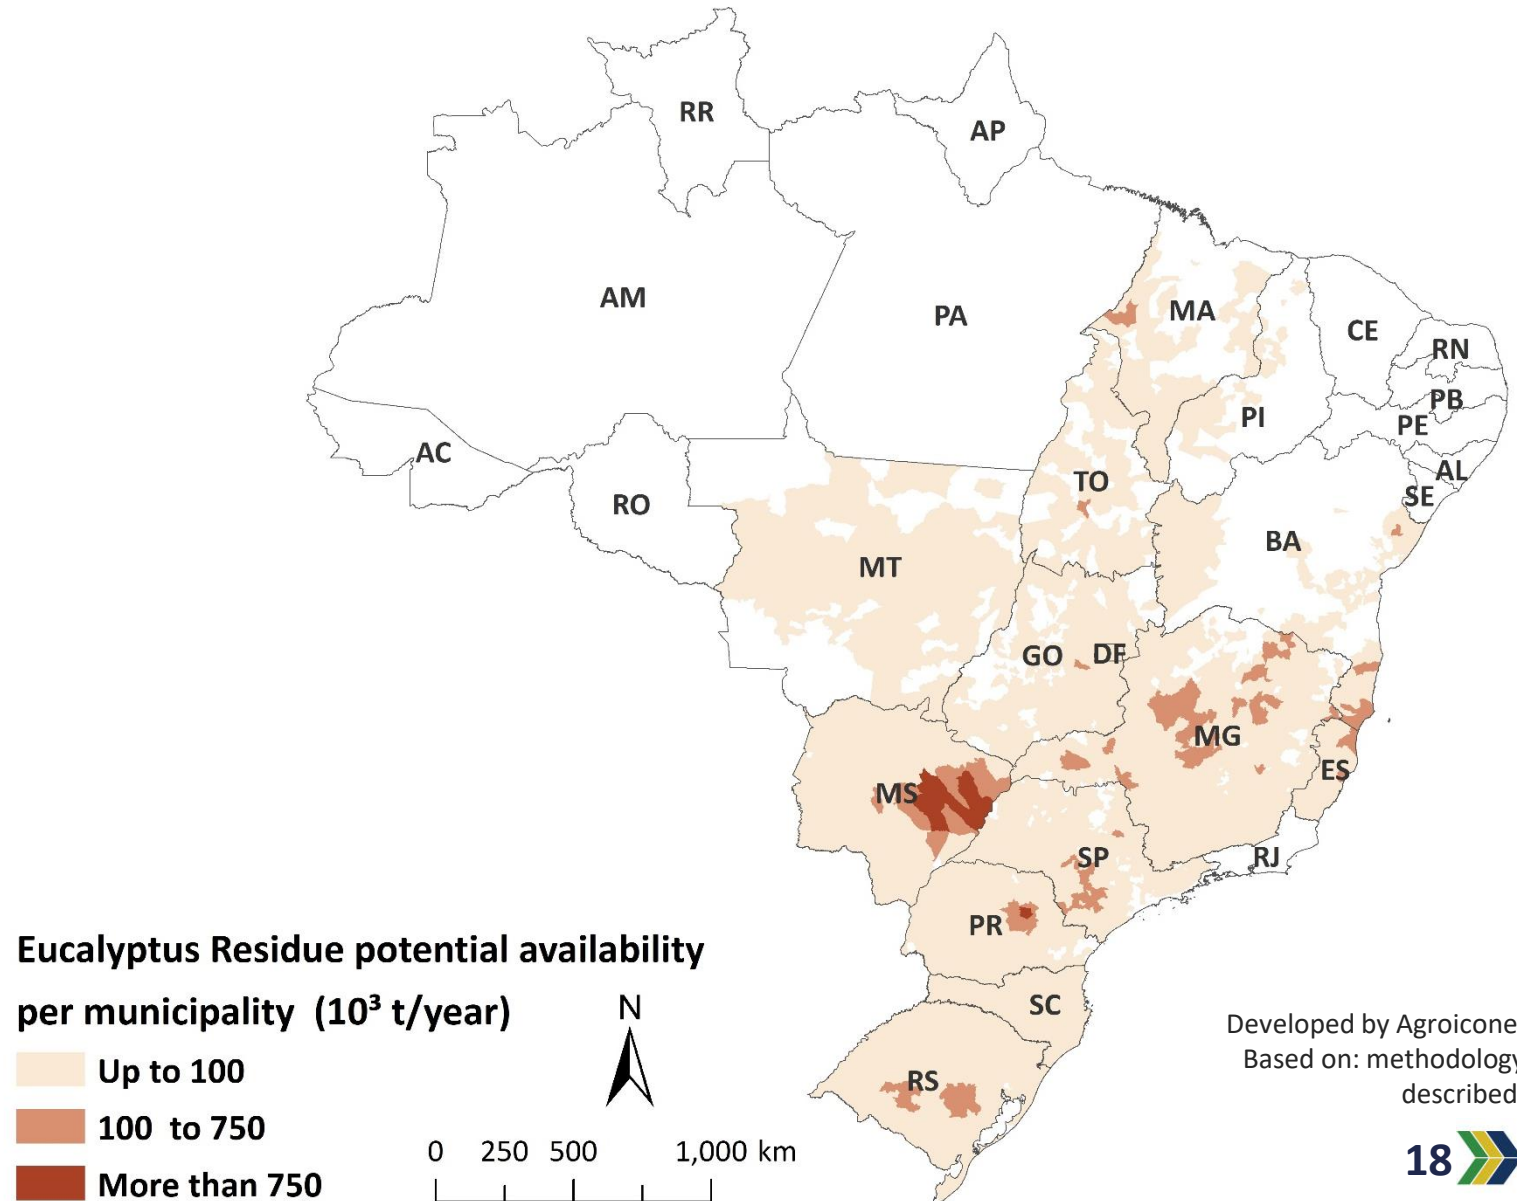 RR
AP
AM
PA
MA
CE
RN
PB
PE
PI
AL
SE
AC
TO
RO
BA
MT
GO
DF
MG
ES
MS
SP
RJ
PR
SC
RS
Eucalyptus Residue potential availability
per municipality (10³ t/year)
Up to 100
100 to 750
More than 750
N
0 250 500 1,000 km
Developed by Agroicone
Based on: methodology
described
18